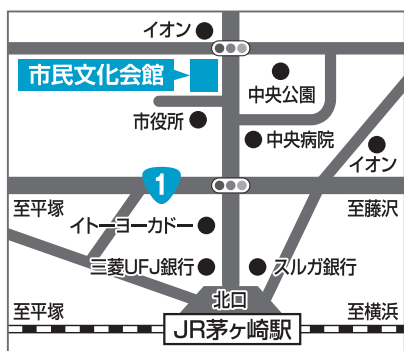 イオン
市民文化会館
中央公園
市役所
中央病院
イオン
1
至平塚
至藤沢
イトーヨーカドー
三菱UFJ銀行
スルガ銀行
北口
至平塚
至横浜
JR茅ヶ崎駅